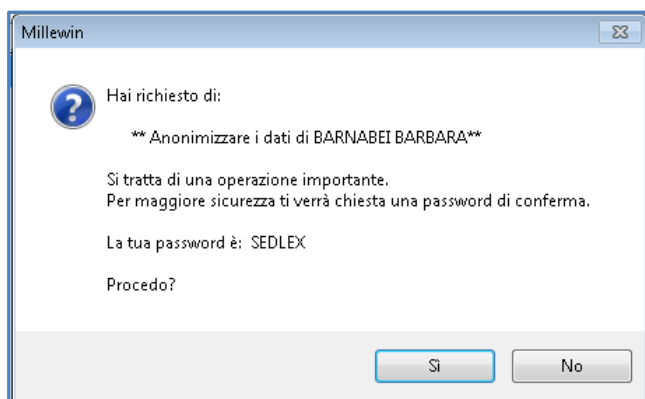 Millewin
Hai richiesto di:
** Anonimizzare i dati di BARNABEI BARBARA**
Si tratta di una operazione importante.
Per maggiore sicurezza ti verrà chiesta una password di conferma.
La tua password è: SEDLEX
Procedo?
Sì
No